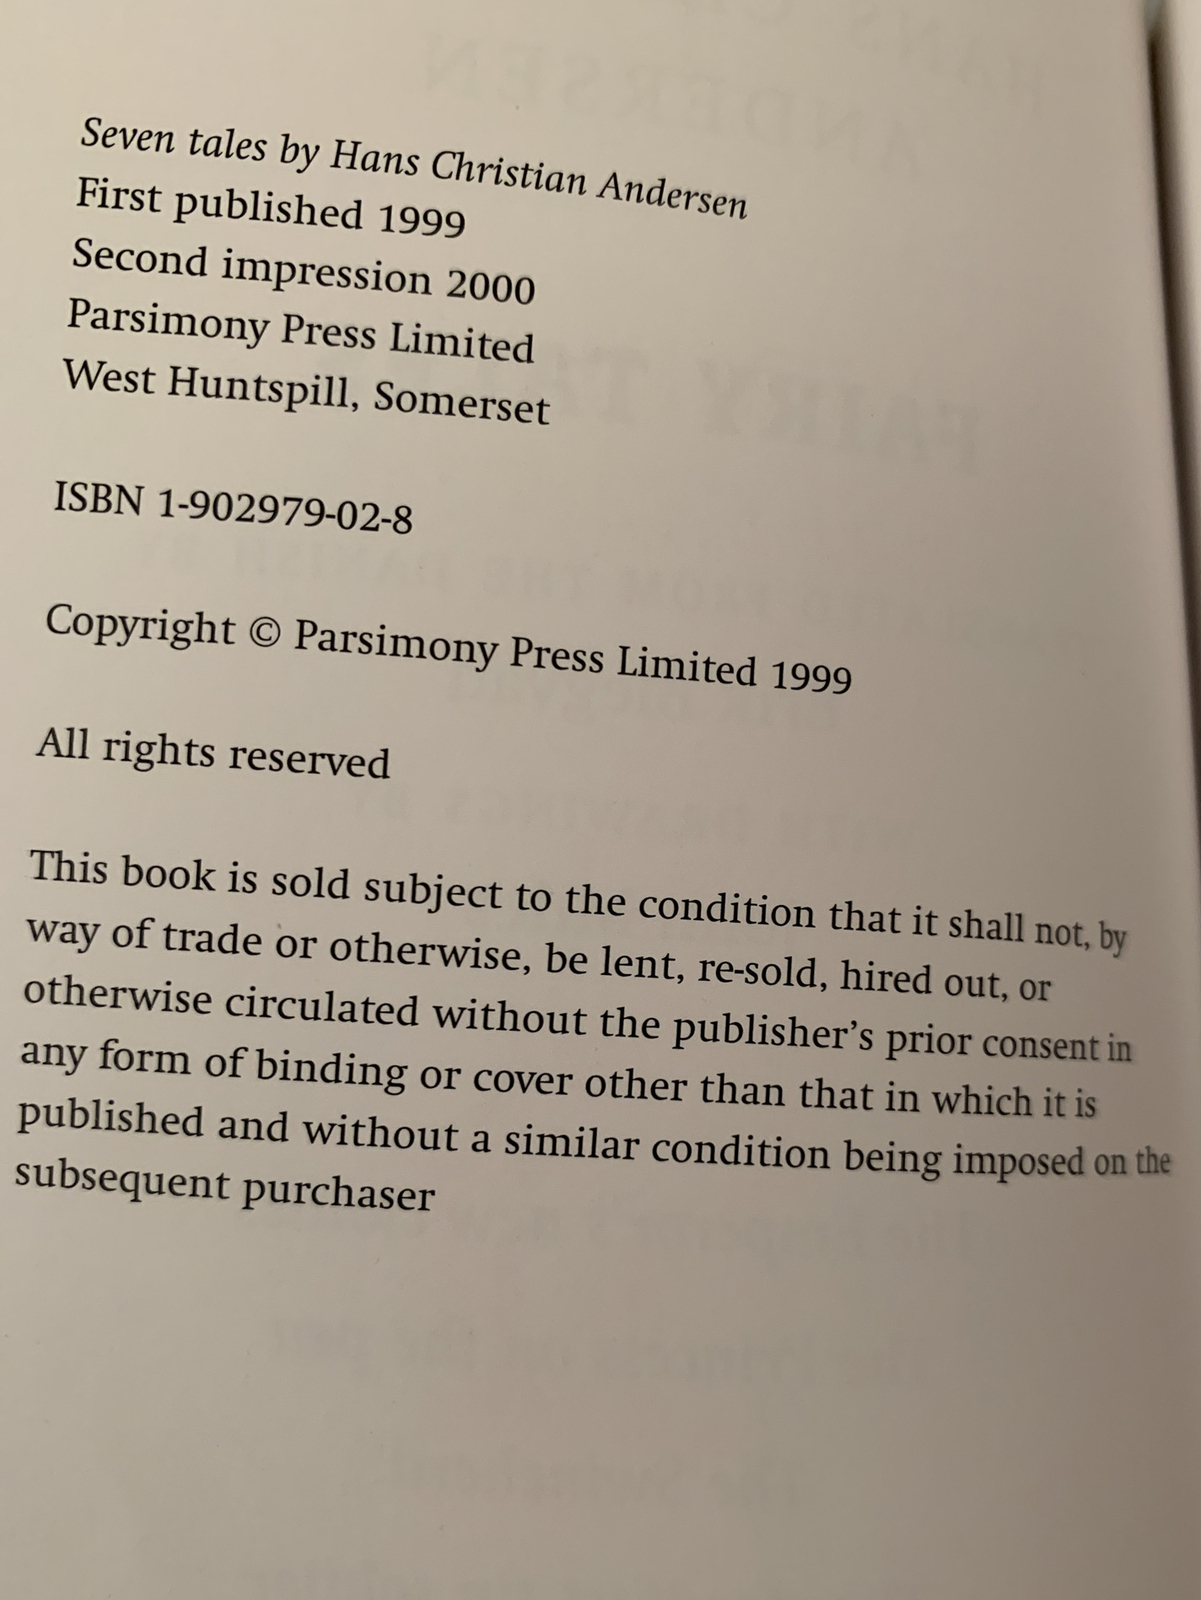 Seven tales by Hans Christian Andersen
First published 1999
Second impression 2000
Parsimony Press Limited
West Huntspill, Somerset
ISBN 1-902979-02-8
Copyright © Parsimony Press Limited 1999
All rights reserved
This book is sold subject to the condition that it shall not, by
way of trade or otherwise, be lent, re-sold, hired out, or
otherwise circulated without the publisher's prior consent in
any form of binding or cover other than that in which it is
published and without a similar condition being imposed on the
subsequent purchaser